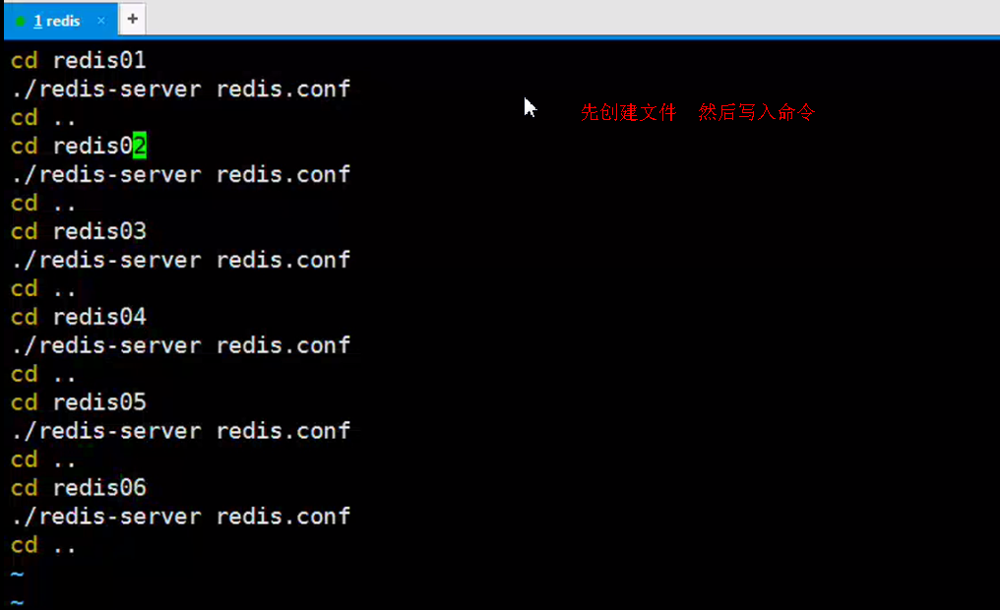 1 redis × +
cd redis01
./redis-server redis.conf
先创建文件 然后写入命令
cd ..
cd redis02
./redis-server redis.conf
cd ..
cd redis03
./redis-server redis.conf
cd ..
cd redis04
./redis-server redis.conf
cd ..
cd redis05
./redis-server redis.conf
cd ..
cd redis06
./redis-server redis.conf
cd ..
~
~